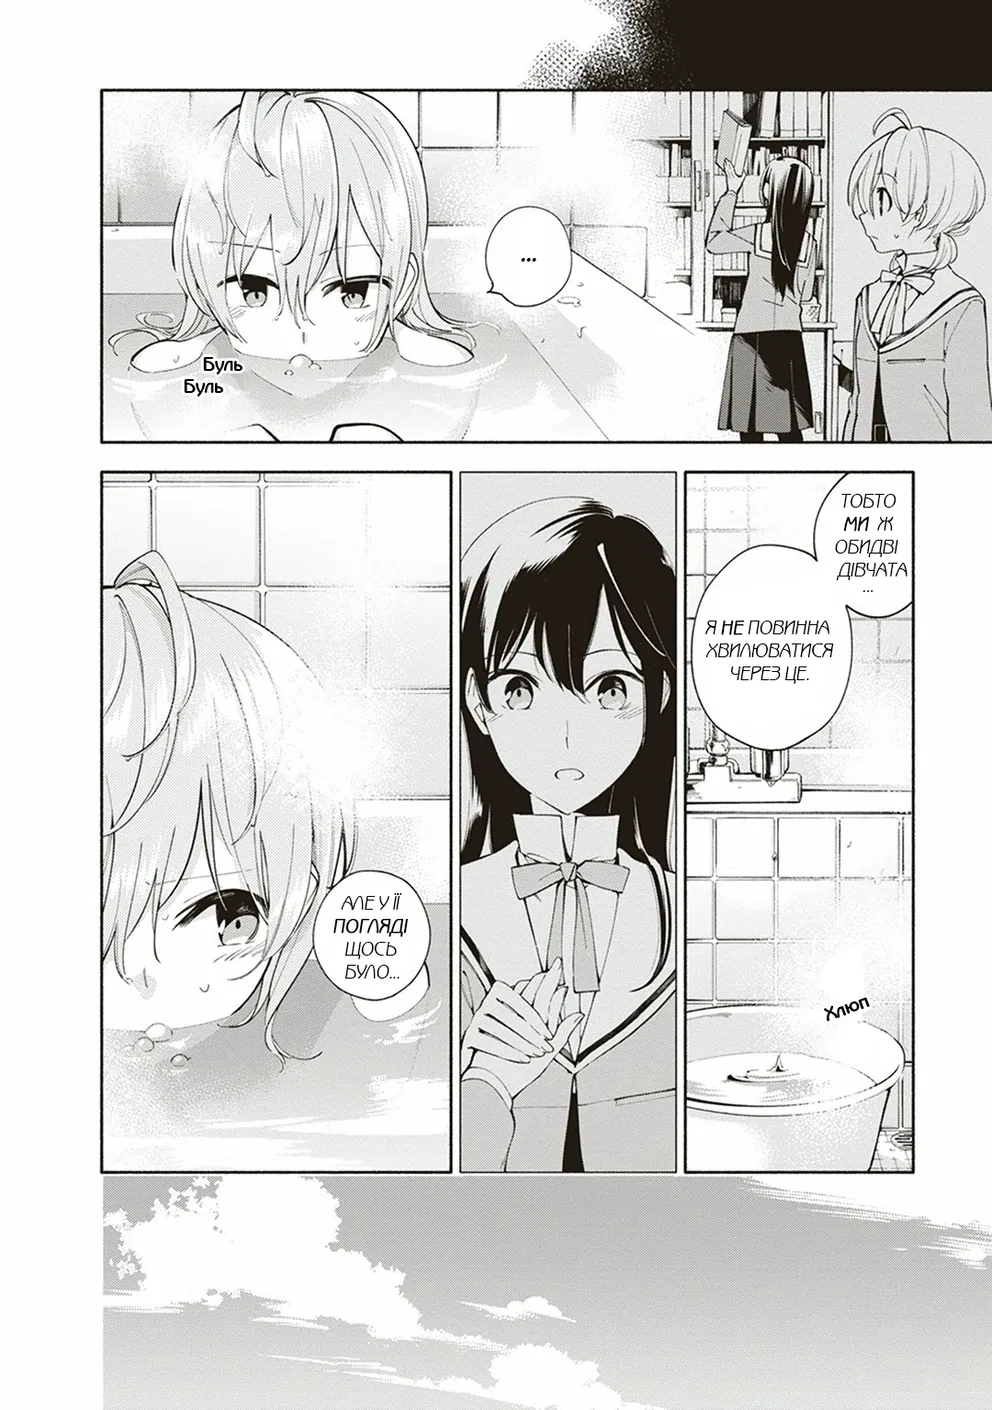 ...
Буль
Буль
ТОБТО
МИ Ж
ОБИДВІ
ДІВЧАТА
...
Я НЕ ПОВИННА
ХВИЛЮВАТИСЯ
ЧЕРЕЗ ЦЕ.
Хлюп
АЛЕ У ЇЇ
ПОГЛЯДІ
ЩОСЬ
БУЛО...